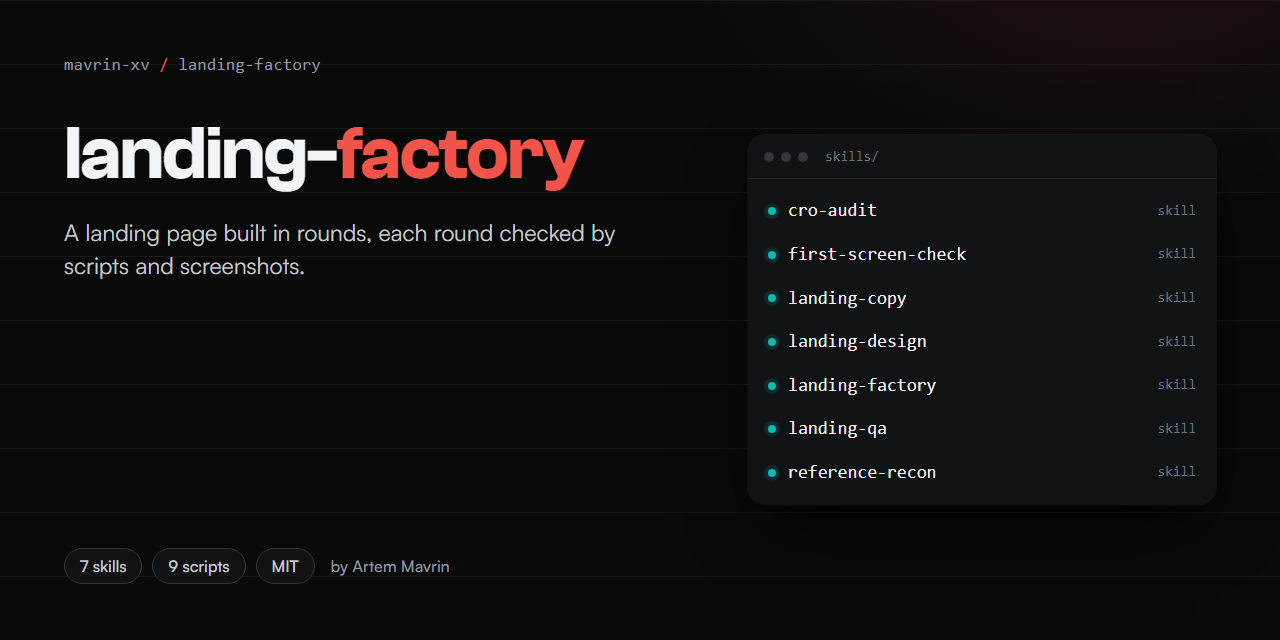 mavrin-xv / landing-factory
landing-factory
A landing page built in rounds, each round checked by
scripts and screenshots.
skills/
cro-audit skill
first-screen-check skill
landing-copy skill
landing-design skill
landing-factory skill
landing-qa skill
reference-recon skill
7 skills 9 scripts MIT by Artem Mavrin